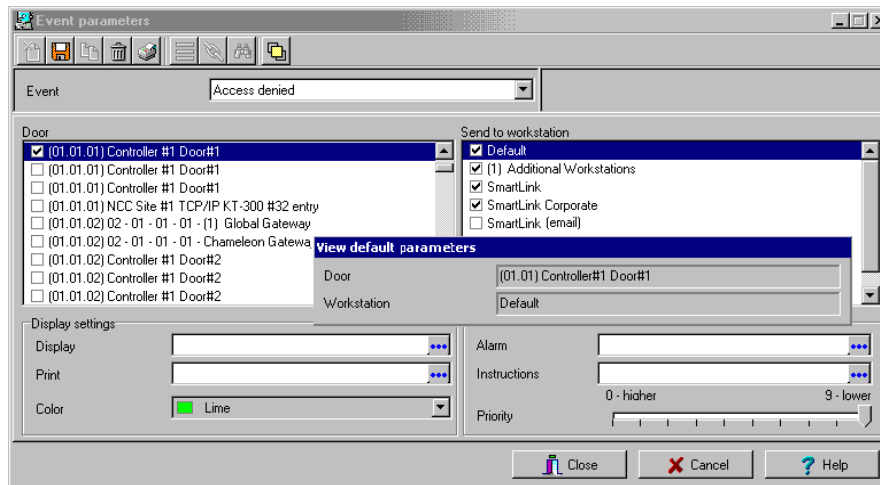 Event parameters
Event
Access denied
Door
(01.01.01) Controller #1 Door#1
(01.01.01) Controller #1 Door#1
(01.01.01) Controller #1 Door#1
(01.01.01) NCC Site #1 TCP/IP KT-300 #32 entry
(01.01.02) 02 - 01 - 01 - 01 - (1) Global Gateway
(01.01.02) 02 - 01 - 01 - 01 - Chameleon Gatewa
(01.01.02) Controller #1 Door#2
(01.01.02) Controller #1 Door#2
(01.01.02) Controller #1 Door#2
Send to workstation
Default
(1) Additional Workstations
SmartLink
SmartLink Corporate
SmartLink (email)
View default parameters
Door
(01.01) Controller#1 Door#1
Workstation
Default
Display settings
Display
Print
Color
Lime
Alarm
Instructions
0 - higher
9 - lower
Priority
Close
Cancel
Help